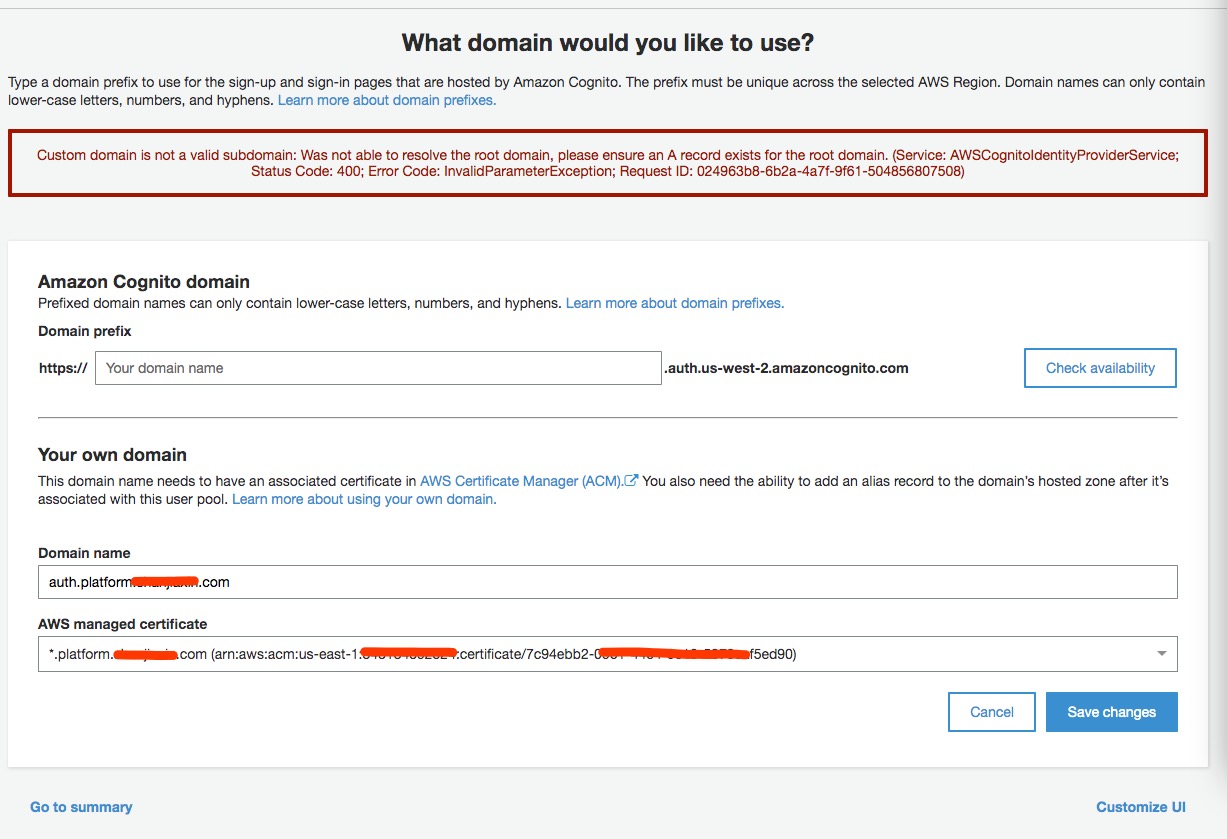 What domain would you like to use?
Type a domain prefix to use for the sign-up and sign-in pages that are hosted by Amazon Cognito. The prefix must be unique across the selected AWS Region. Domain names can only contain
lower-case letters, numbers, and hyphens. Learn more about domain prefixes.
Custom domain is not a valid subdomain: Was not able to resolve the root domain, please ensure an A record exists for the root domain. (Service: AWSCognitoIdentityProviderService;
Status Code: 400; Error Code: InvalidParameterException; Request ID: 024963b8-6b2a-4a7f-9f61-504856807508)
Amazon Cognito domain
Prefixed domain names can only contain lower-case letters, numbers, and hyphens. Learn more about domain prefixes.
Domain prefix
https:// Your domain name .auth.us-west-2.amazoncognito.com Check availability
Your own domain
This domain name needs to have an associated certificate in AWS Certificate Manager (ACM). You also need the ability to add an alias record to the domain's hosted zone after it's
associated with this user pool. Learn more about using your own domain.
Domain name
auth.platform .com
AWS managed certificate
*.platform. .com (arn:aws:acm:us-east-1: :certificate/7c94ebb2- f5ed90)
Cancel Save changes
Go to summary Customize UI